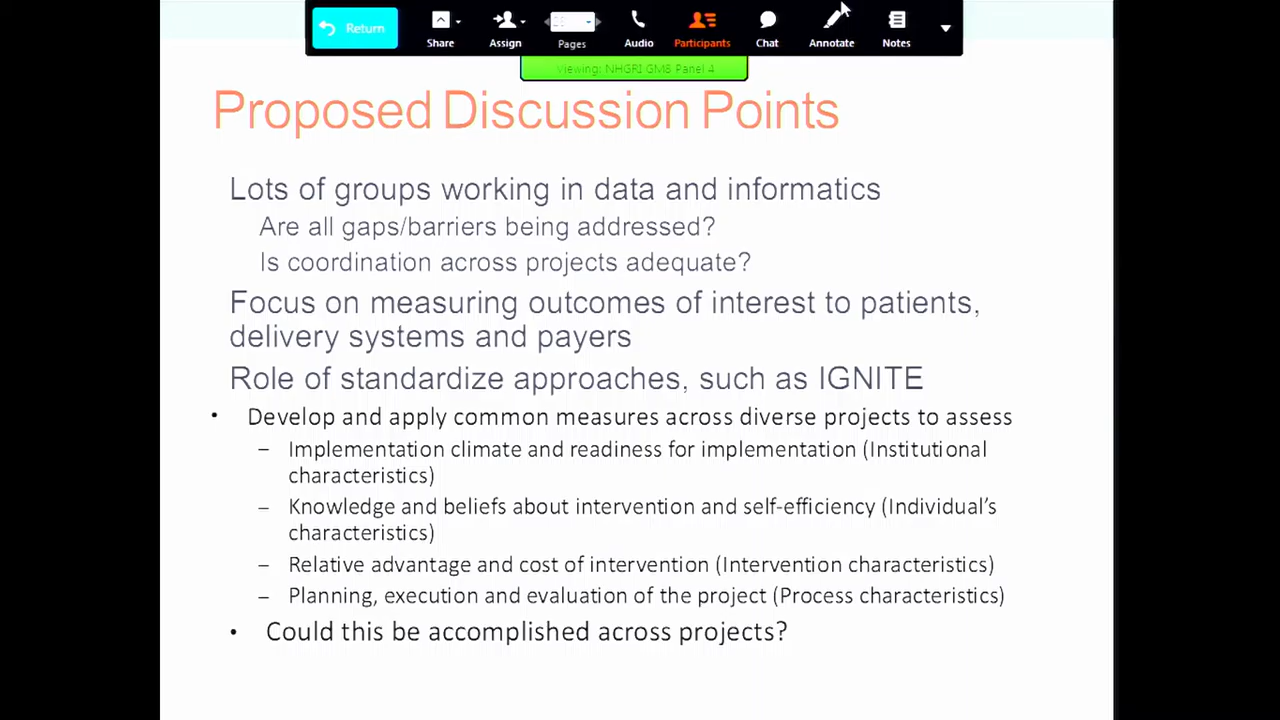 Return
Share
Assign
Pages
Audio
Participants
Chat
Annotate
Notes
Viewing: NHGRI GM8 Panel 4
Proposed Discussion Points
Lots of groups working in data and informatics
Are all gaps/barriers being addressed?
Is coordination across projects adequate?
Focus on measuring outcomes of interest to patients,
delivery systems and payers
Role of standardize approaches, such as IGNITE
• Develop and apply common measures across diverse projects to assess
– Implementation climate and readiness for implementation (Institutional
characteristics)
– Knowledge and beliefs about intervention and self-efficiency (Individual’s
characteristics)
– Relative advantage and cost of intervention (Intervention characteristics)
– Planning, execution and evaluation of the project (Process characteristics)
• Could this be accomplished across projects?